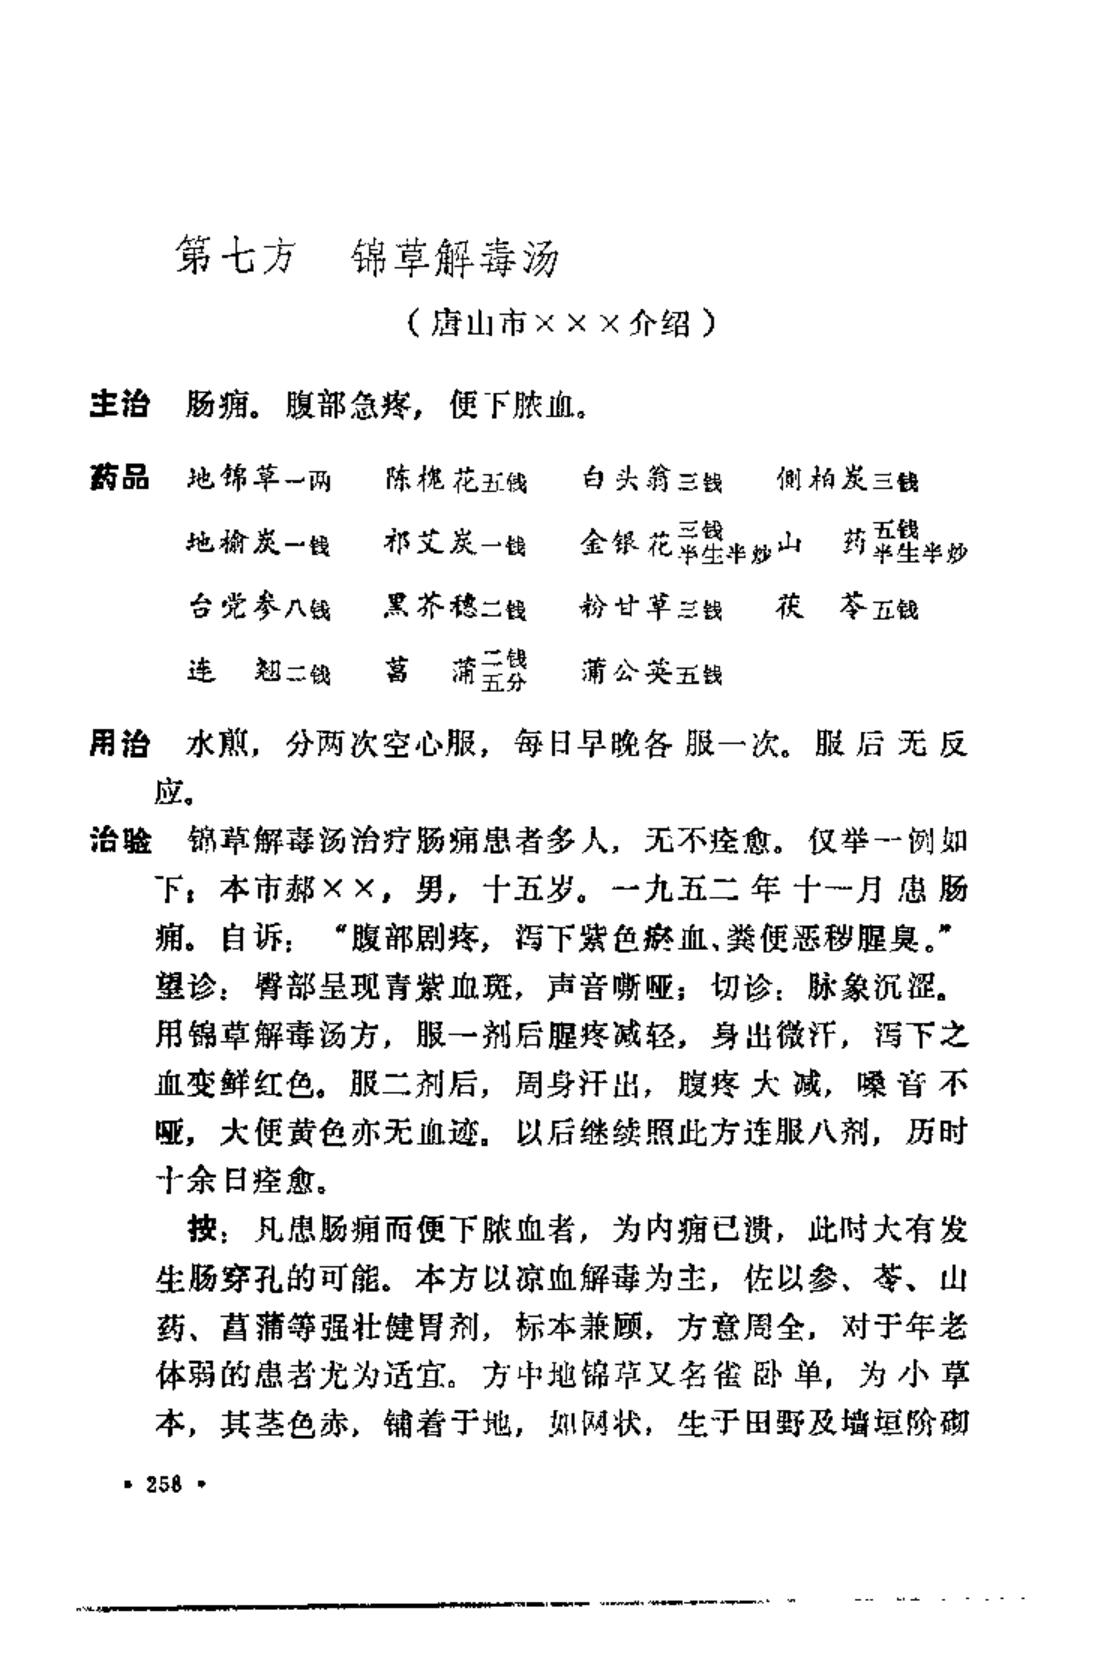 第七方　锦草解毒汤
（唐山市×××介绍）
主治　肠痈。腹部急疼，便下脓血。
药品　地锦草一两　陈槐花五钱　白头翁三钱　侧柏炭三钱
地榆炭一钱　祁艾炭一钱　金银花三钱半生半炒　山　药五钱半生半炒
台党参八钱　黑芥穗二钱　粉甘草三钱　茯　苓五钱
连　翘二钱　菖　蒲二钱五分　蒲公英五钱
用治　水煎，分两次空心服，每日早晚各服一次。服后无反
应。
治验　锦草解毒汤治疗肠痈患者多人，无不痊愈。仅举一例如
下：本市郝××，男，十五岁。一九五二年十一月患肠
痈。自诉：“腹部剧疼，泻下紫色瘀血、粪便恶秽腥臭。”
望诊：臀部呈现青紫血斑，声音嘶哑；切诊：脉象沉涩。
用锦草解毒汤方，服一剂后腥疼减轻，身出微汗，泻下之
血变鲜红色。服二剂后，周身汗出，腹疼大减，嗓音不
哑，大便黄色亦无血迹。以后继续照此方连服八剂，历时
十余日痊愈。
按：凡患肠痈而便下脓血者，为内痈已溃，此时大有发
生肠穿孔的可能。本方以凉血解毒为主，佐以参、苓、山
药、菖蒲等强壮健胃剂，标本兼顾，方意周全，对于年老
体弱的患者尤为适宜。方中地锦草又名雀卧单，为小草
本，其茎色赤，铺着于地，如网状，生于田野及墙垣阶砌
• 258 •